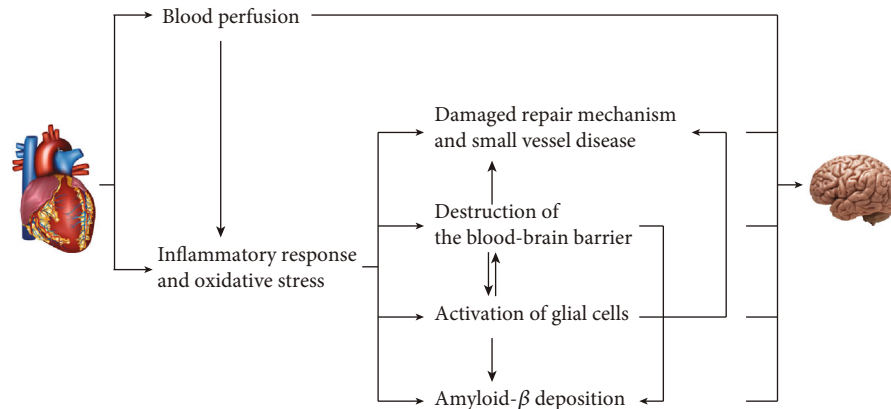 Blood perfusion
Damaged repair mechanism
and small vessel disease
Destruction of
the blood-brain barrier
Inflammatory response
and oxidative stress
Activation of glial cells
Amyloid-β deposition